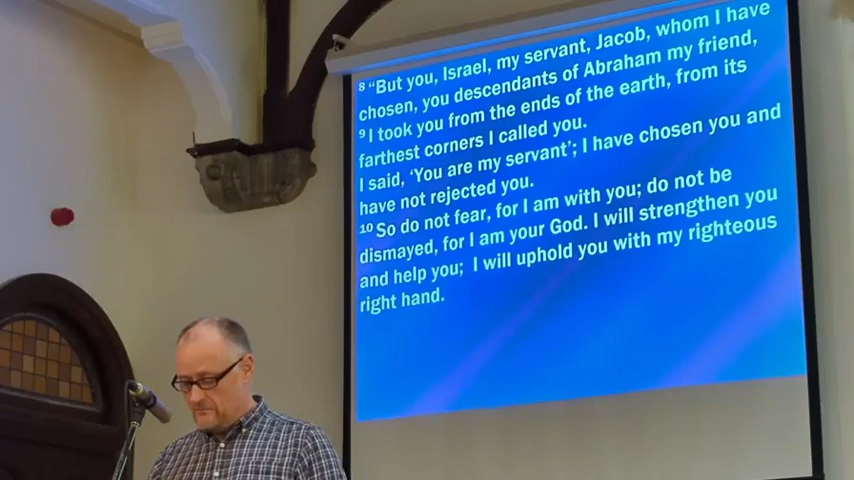 ⁸ “But you, Israel, my servant, Jacob, whom I have
chosen, you descendants of Abraham my friend,
⁹ I took you from the ends of the earth, from its
farthest corners I called you.
I said, ‘You are my servant’; I have chosen you and
have not rejected you.
¹⁰ So do not fear, for I am with you; do not be
dismayed, for I am your God. I will strengthen you
and help you; I will uphold you with my righteous
right hand.